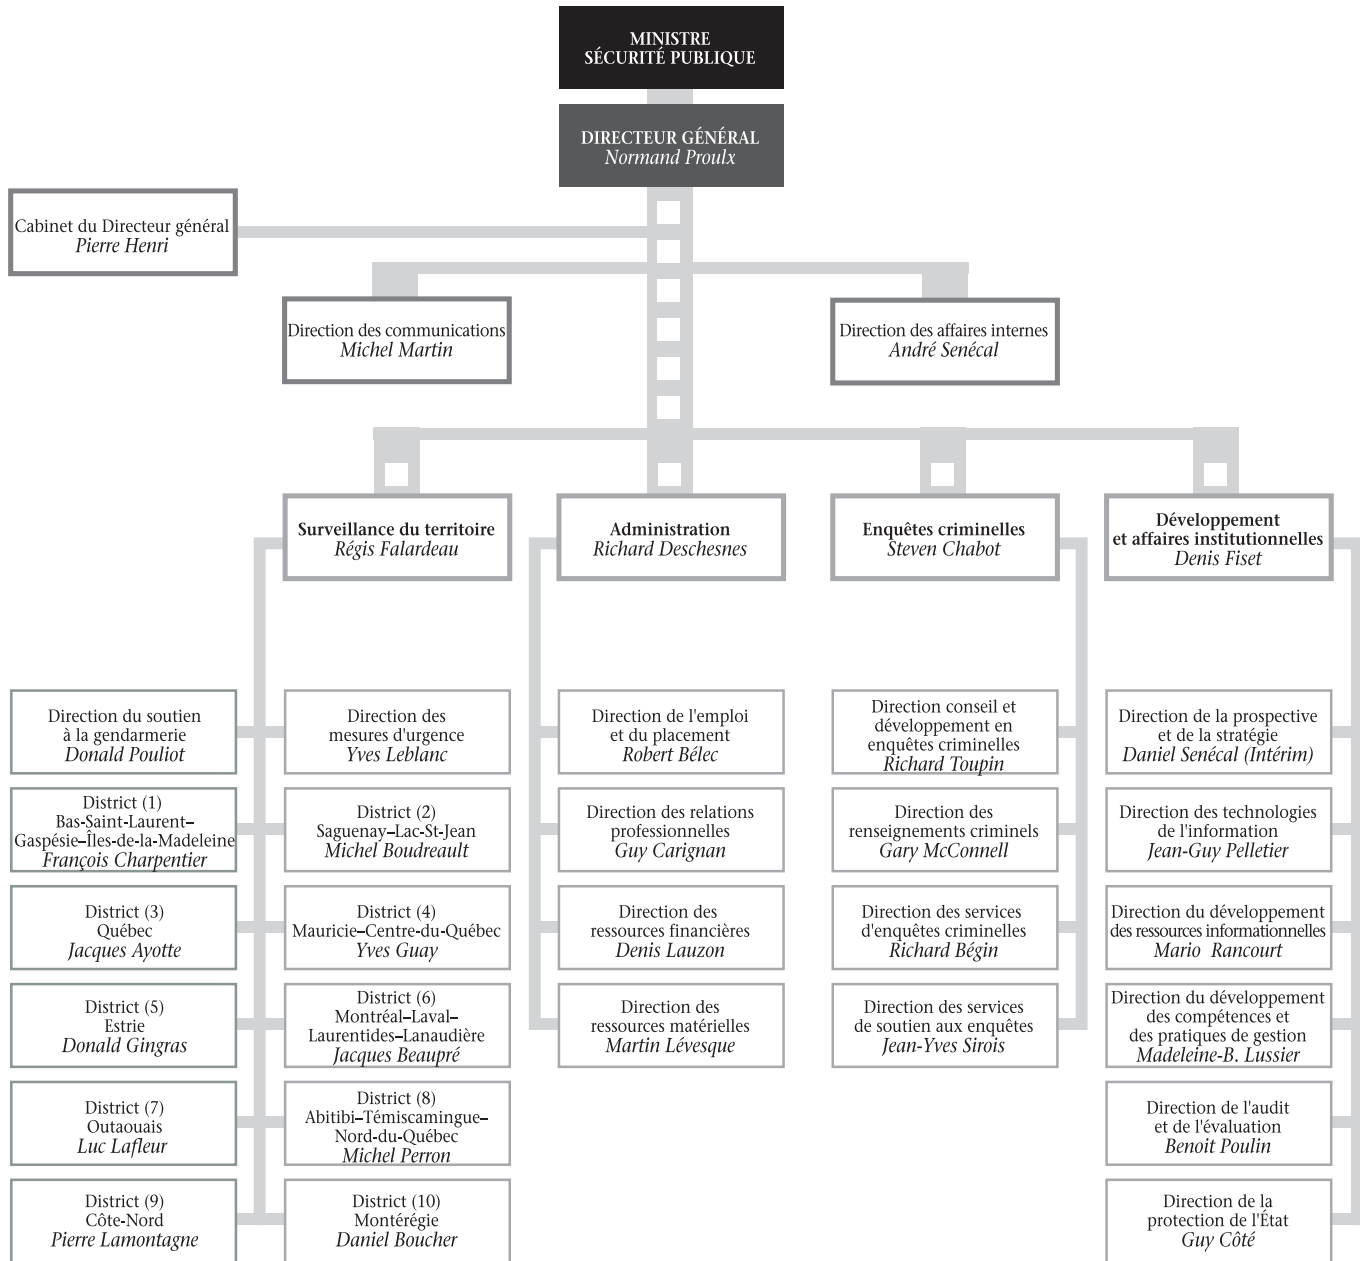 MINISTRE
SÉCURITÉ PUBLIQUE
DIRECTEUR GÉNÉRAL
Normand Proulx
Cabinet du Directeur général
Pierre Henri
Direction des communications
Michel Martin
Direction des affaires internes
André Senécal
Surveillance du territoire
Régis Falardeau
Administration
Richard Deschesnes
Enquêtes criminelles
Steven Chabot
Développement
et affaires institutionnelles
Denis Fiset
Direction du soutien
à la gendarmerie
Donald Pouliot
Direction des
mesures d'urgence
Yves Leblanc
Direction de l'emploi
et du placement
Robert Bélec
Direction conseil et
développement en
enquêtes criminelles
Richard Toupin
Direction de la prospective
et de la stratégie
Daniel Senécal (Intérim)
District (1)
Bas-Saint-Laurent–
Gaspésie–Îles-de-la-Madeleine
François Charpentier
District (2)
Saguenay–Lac-St-Jean
Michel Boudreault
Direction des relations
professionnelles
Guy Carignan
Direction des
renseignements criminels
Gary McConnell
Direction des technologies
de l'information
Jean-Guy Pelletier
District (3)
Québec
Jacques Ayotte
District (4)
Mauricie–Centre-du-Québec
Yves Guay
Direction des
ressources financières
Denis Lauzon
Direction des services
d'enquêtes criminelles
Richard Bégin
Direction du développement
des ressources informationnelles
Mario Rancourt
District (5)
Estrie
Donald Gingras
District (6)
Montréal–Laval–
Laurentides–Lanaudière
Jacques Beaupré
Direction des
ressources matérielles
Martin Lévesque
Direction des services
de soutien aux enquêtes
Jean-Yves Sirois
Direction du développement
des compétences et
des pratiques de gestion
Madeleine-B. Lussier
District (7)
Outaouais
Luc Lafleur
District (8)
Abitibi–Témiscamingue–
Nord-du-Québec
Michel Perron
Direction de l'audit
et de l'évaluation
Benoit Poulin
District (9)
Côte-Nord
Pierre Lamontagne
District (10)
Montérégie
Daniel Boucher
Direction de la
protection de l'État
Guy Côté